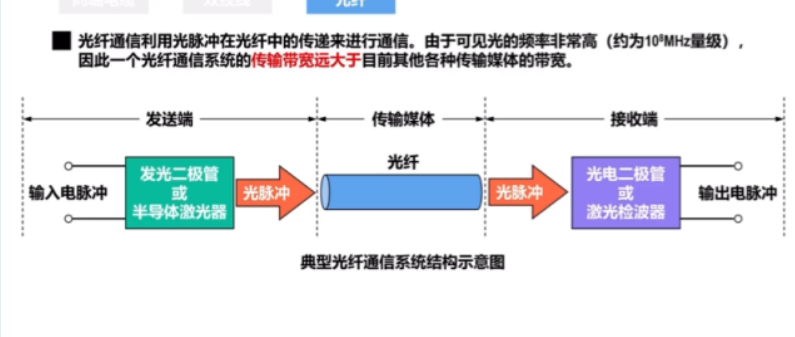 光纤
光纤通信利用光脉冲在光纤中的传递来进行通信。由于可见光的频率非常高（约为10⁸MHz量级），
因此一个光纤通信系统的传输带宽远大于目前其他各种传输媒体的带宽。
发送端
传输媒体
接收端
输入电脉冲
发光二极管
或
半导体激光器
光脉冲
光纤
光脉冲
光电二极管
或
激光检波器
输出电脉冲
典型光纤通信系统结构示意图